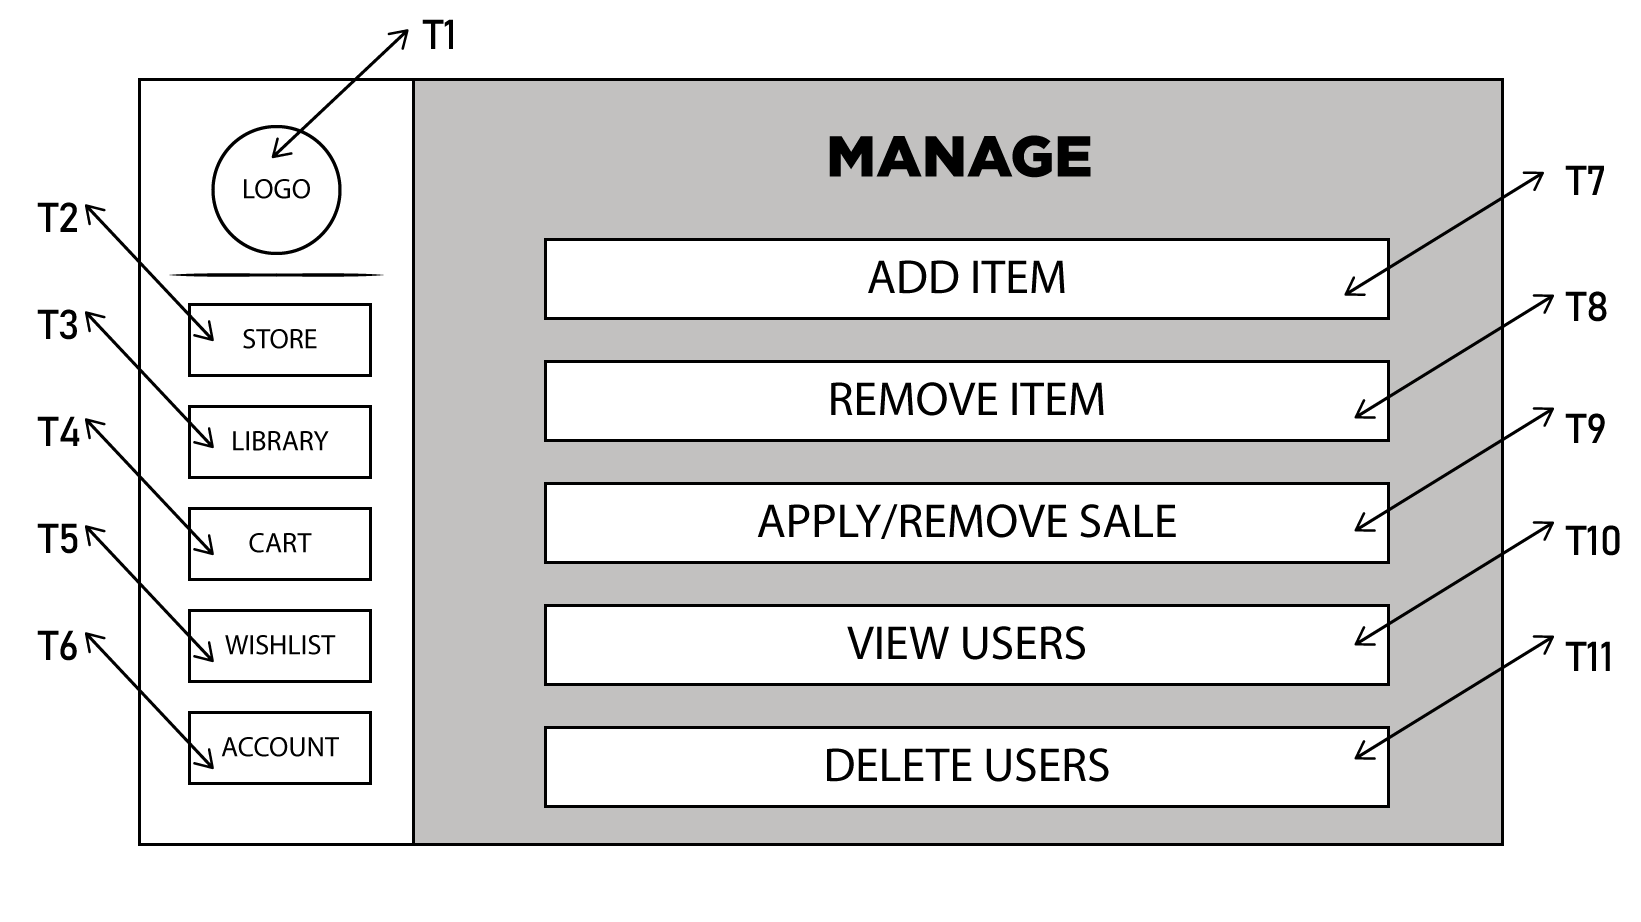 T1
LOGO
T2
T3
T4
T5
T6
STORE
LIBRARY
CART
WISHLIST
ACCOUNT
MANAGE
ADD ITEM
REMOVE ITEM
APPLY/REMOVE SALE
VIEW USERS
DELETE USERS
T7
T8
T9
T10
T11